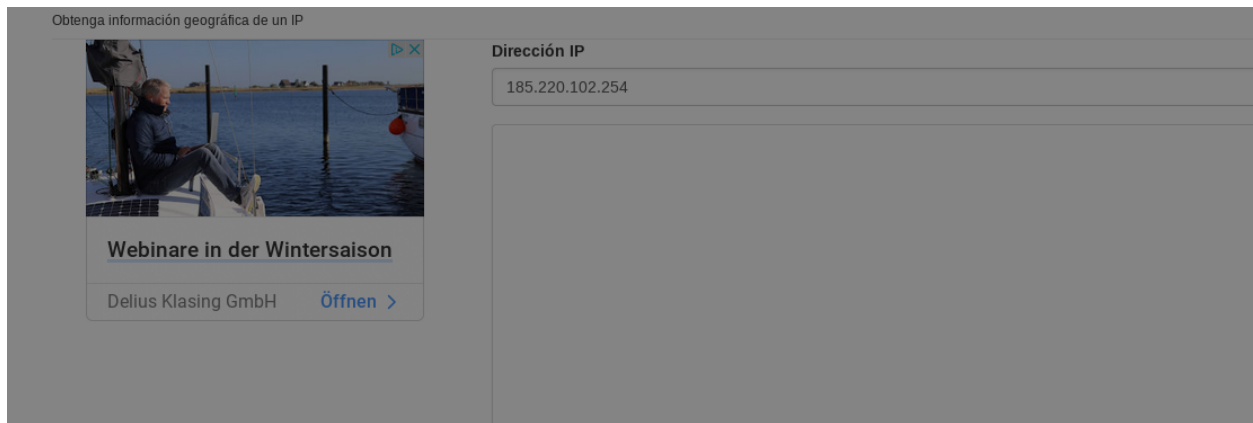 Obtenga información geográfica de un IP
Dirección IP
185.220.102.254
Webinare in der Wintersaison
Delius Klasing GmbH
Öffnen